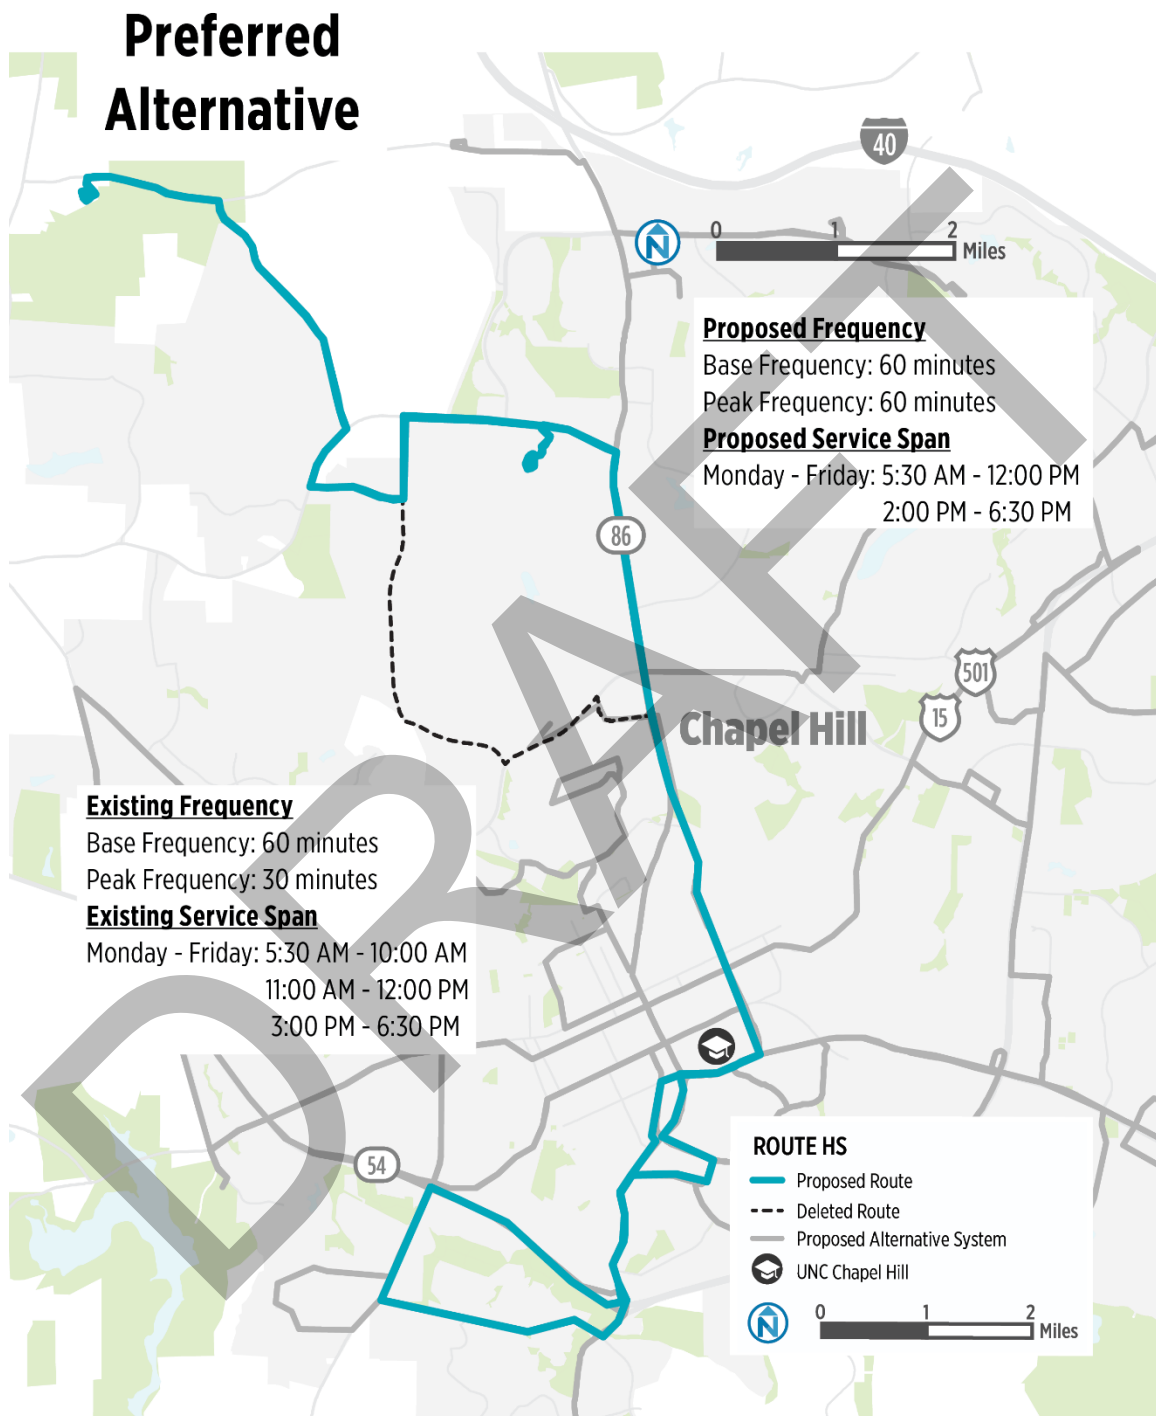 Preferred
Alternative
40
N
0 1 2
Miles
Proposed Frequency
Base Frequency: 60 minutes
Peak Frequency: 60 minutes
Proposed Service Span
Monday - Friday: 5:30 AM - 12:00 PM
2:00 PM - 6:30 PM
86
501
15
Chapel Hill
Existing Frequency
Base Frequency: 60 minutes
Peak Frequency: 30 minutes
Existing Service Span
Monday - Friday: 5:30 AM - 10:00 AM
11:00 AM - 12:00 PM
3:00 PM - 6:30 PM
DRAFT
54
ROUTE HS
Proposed Route
Deleted Route
Proposed Alternative System
UNC Chapel Hill
N
0 1 2
Miles